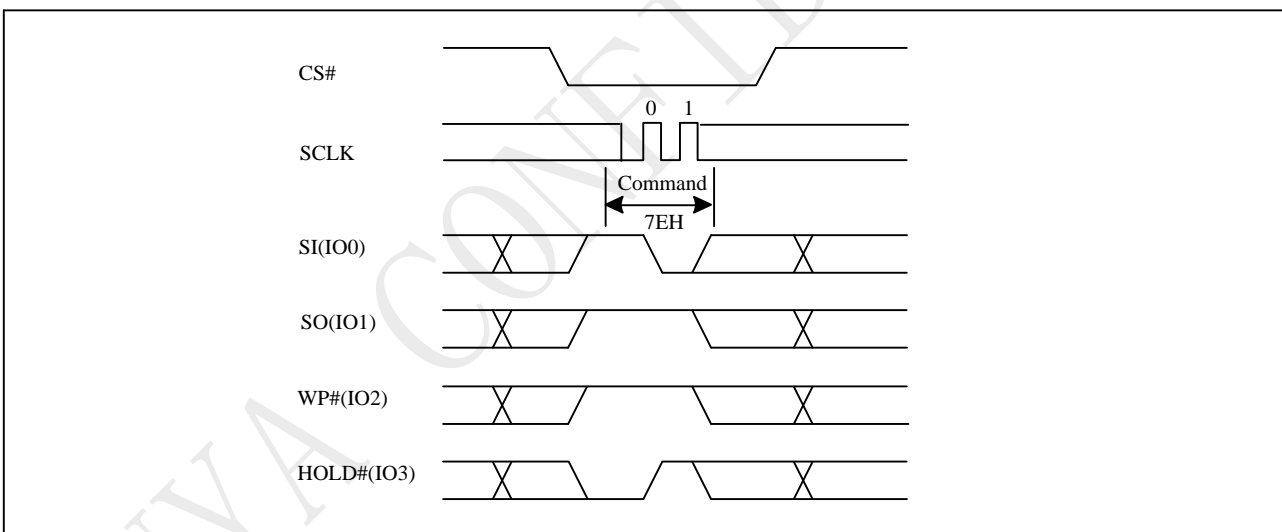 CS#
0 1
SCLK
Command
7EH
SI(IO0)
SO(IO1)
WP#(IO2)
HOLD#(IO3)